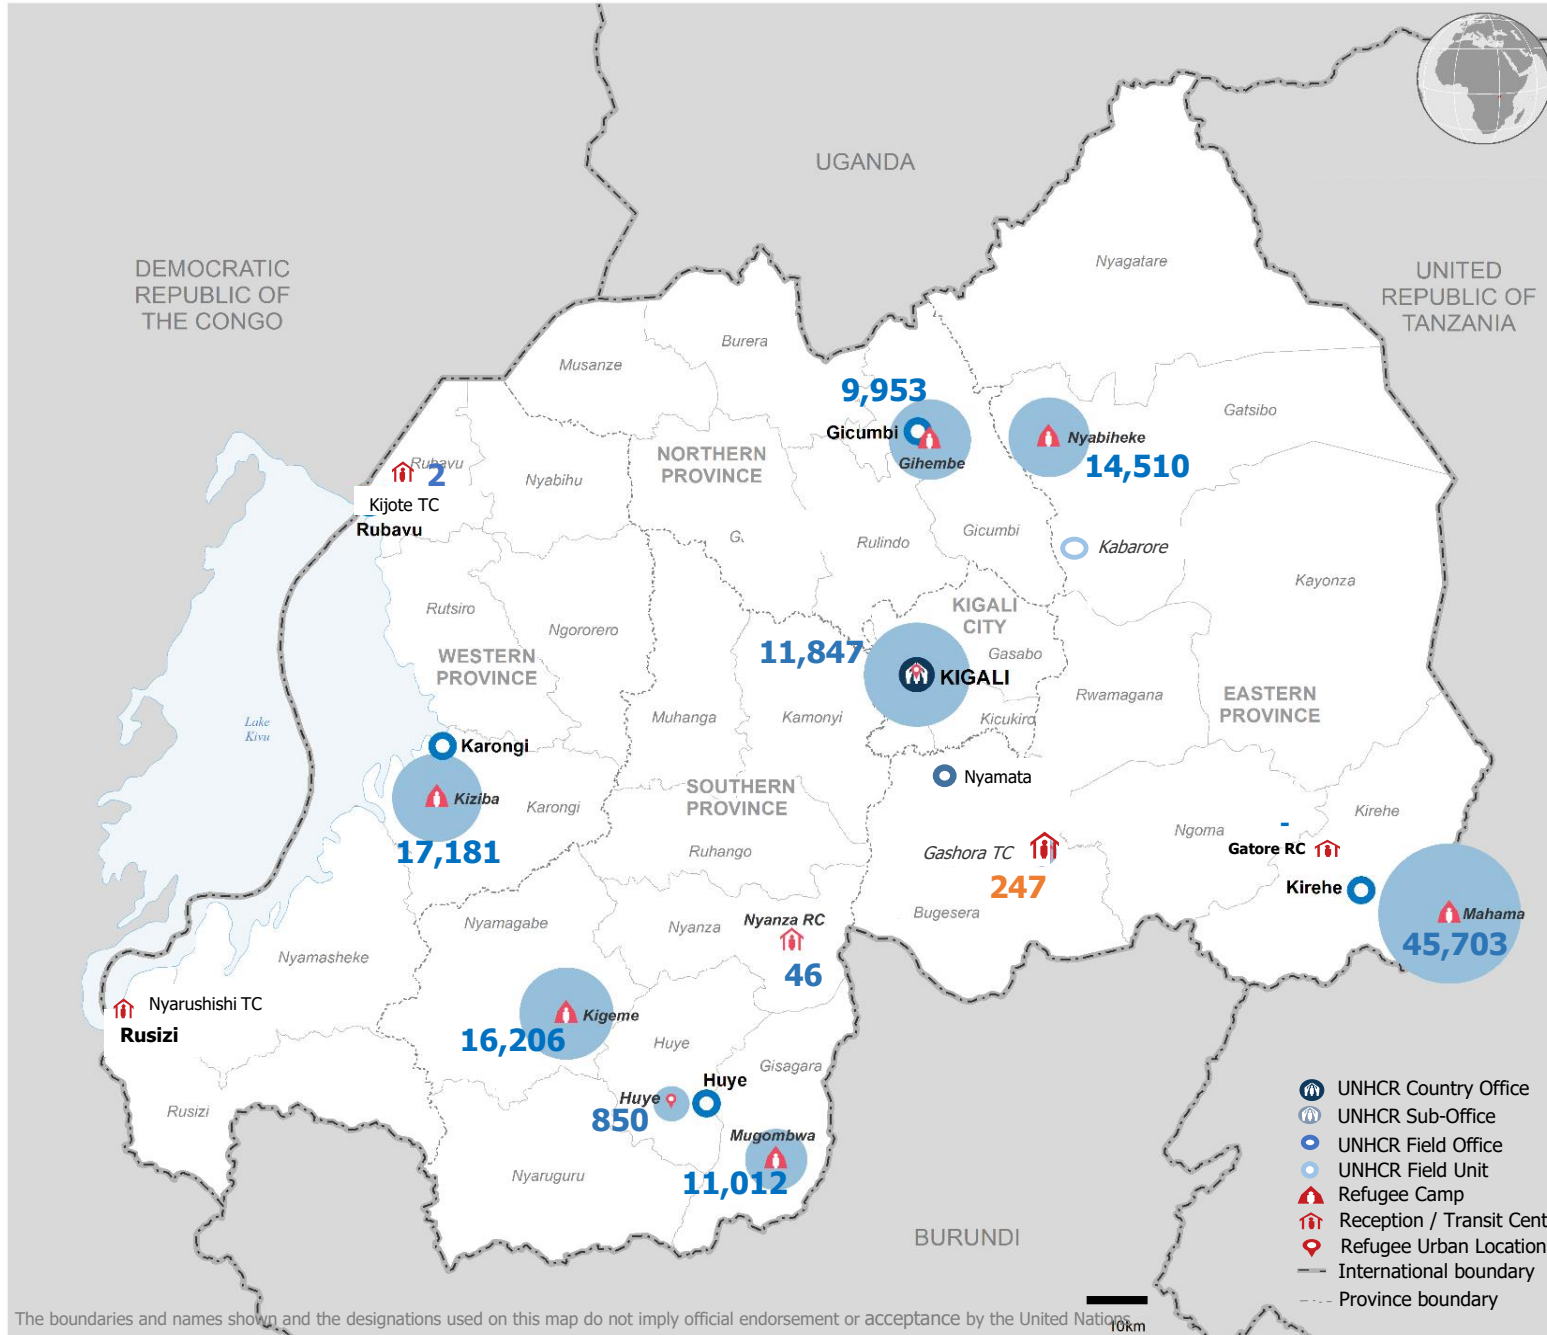 UGANDA
DEMOCRATIC
REPUBLIC OF
THE CONGO
UNITED
REPUBLIC OF
TANZANIA
Nyagatare
Burera
Musanze
9,953
Gicumbi
Gihembe
Nyabiheke
14,510
Gatsibo
NORTHERN
PROVINCE
Rubavu
2
Kijote TC
Rubavu
Nyabihu
G
Rulindo
Gicumbi
Kabarore
Kayonza
Rutsiro
Ngororero
WESTERN
PROVINCE
KIGALI
CITY
11,847
Gasabo
KIGALI
Kicukiro
Rwamagana
EASTERN
PROVINCE
Lake
Kivu
Muhanga
Kamonyi
Karongi
Kiziba
Karongi
17,181
SOUTHERN
PROVINCE
Nyamata
Ruhango
Gashora TC
247
Bugesera
Ngoma
-
Gatore RC
Kirehe
Kirehe
Mahama
45,703
Nyamagabe
Nyanza
Nyanza RC
46
Nyamasheke
Nyarushishi TC
Rusizi
Rusizi
Kigeme
16,206
Huye
Gisagara
Huye
Huye
850
Mugombwa
11,012
Nyaruguru
BURUNDI
UNHCR Country Office
UNHCR Sub-Office
UNHCR Field Office
UNHCR Field Unit
Refugee Camp
Reception / Transit Cent
Refugee Urban Location
International boundary
Province boundary
10km
The boundaries and names shown and the designations used on this map do not imply official endorsement or acceptance by the United Nations.